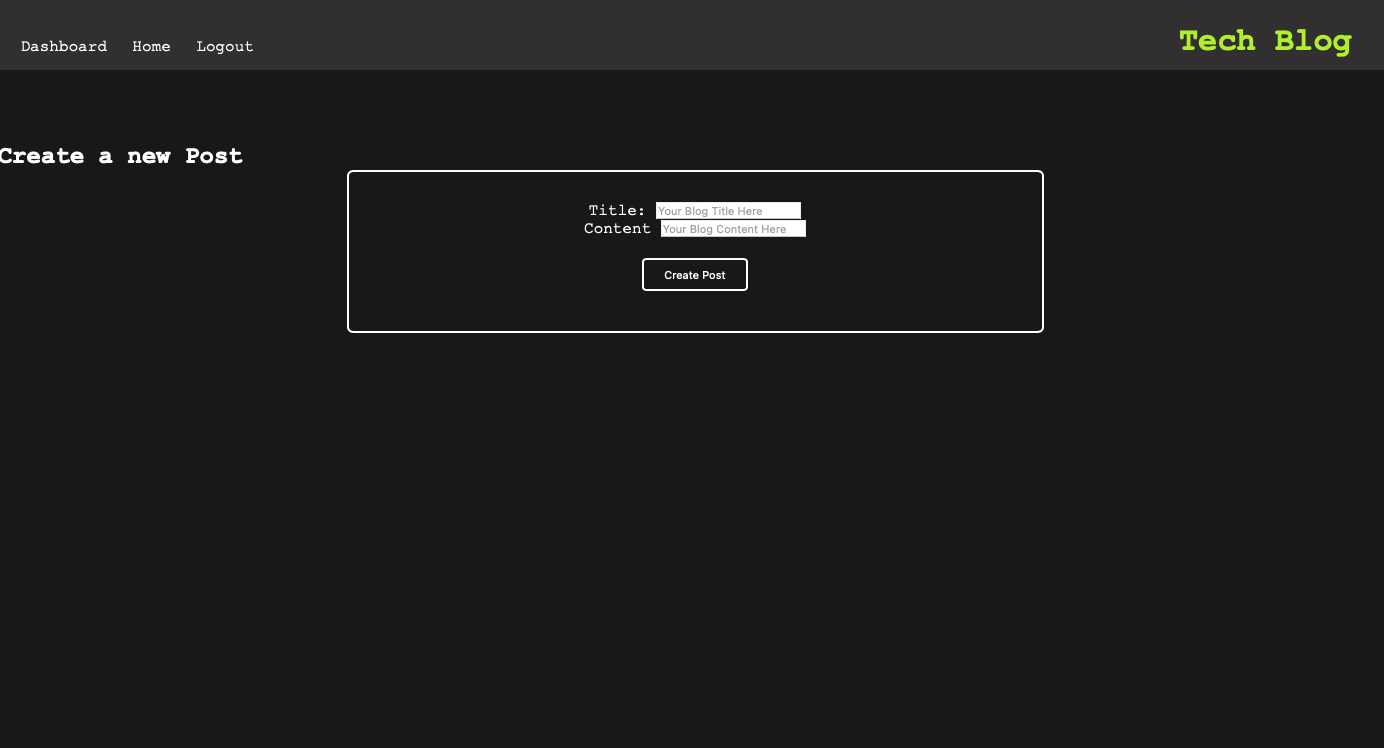 Dashboard Home Logout
Tech Blog
Create a new Post
Title: Your Blog Title Here
Content Your Blog Content Here
Create Post